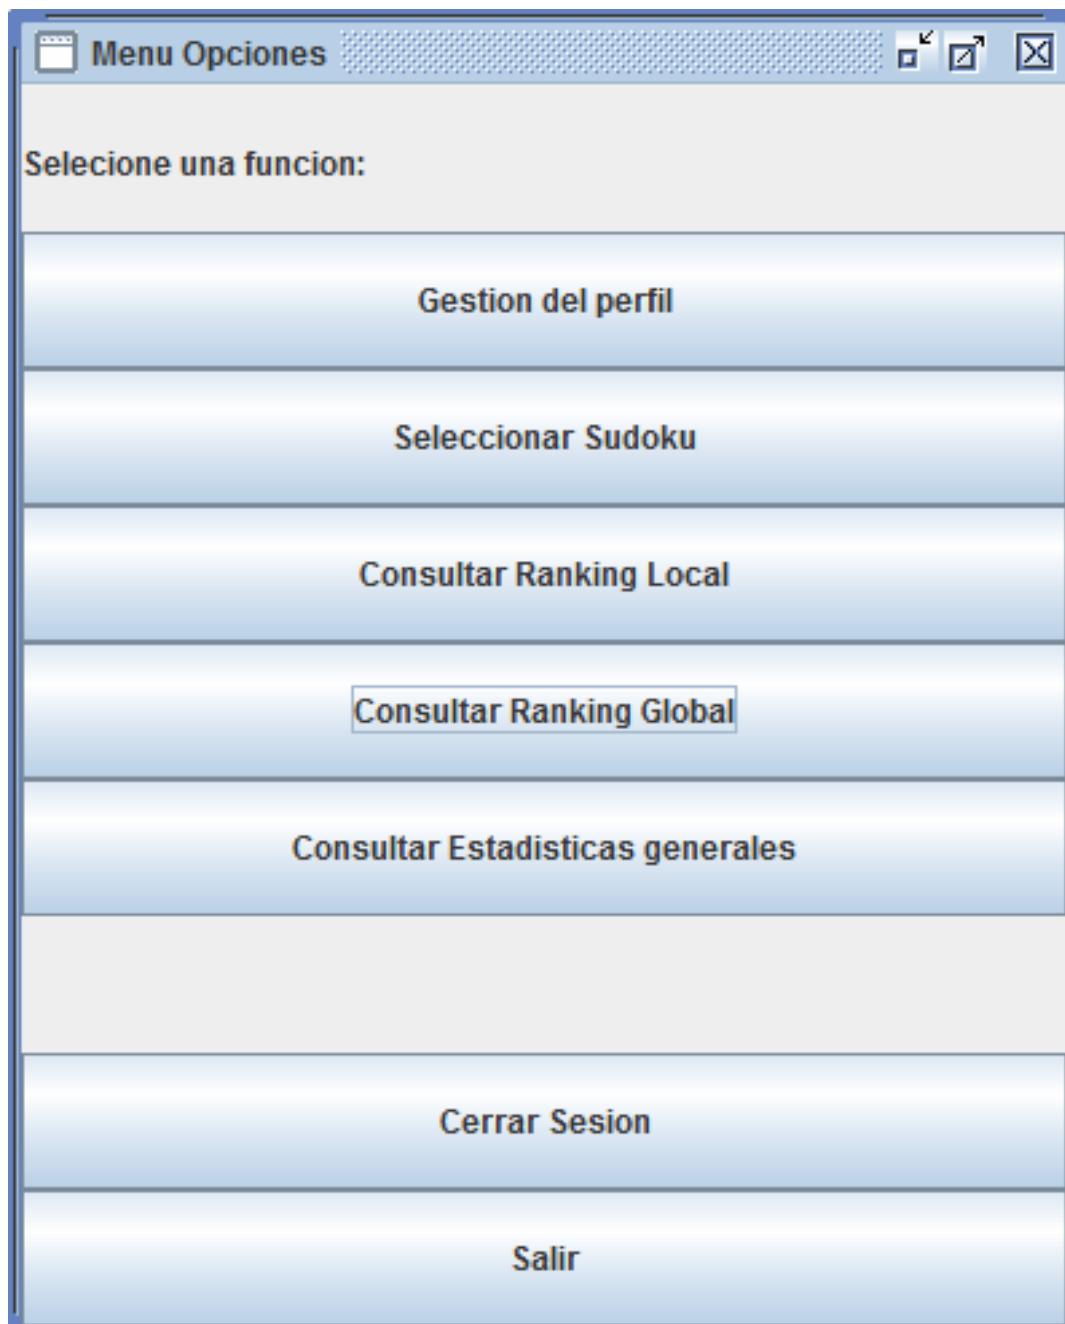 Menu Opciones
Selecione una funcion:
Gestion del perfil
Seleccionar Sudoku
Consultar Ranking Local
Consultar Ranking Global
Consultar Estadisticas generales
Cerrar Sesion
Salir